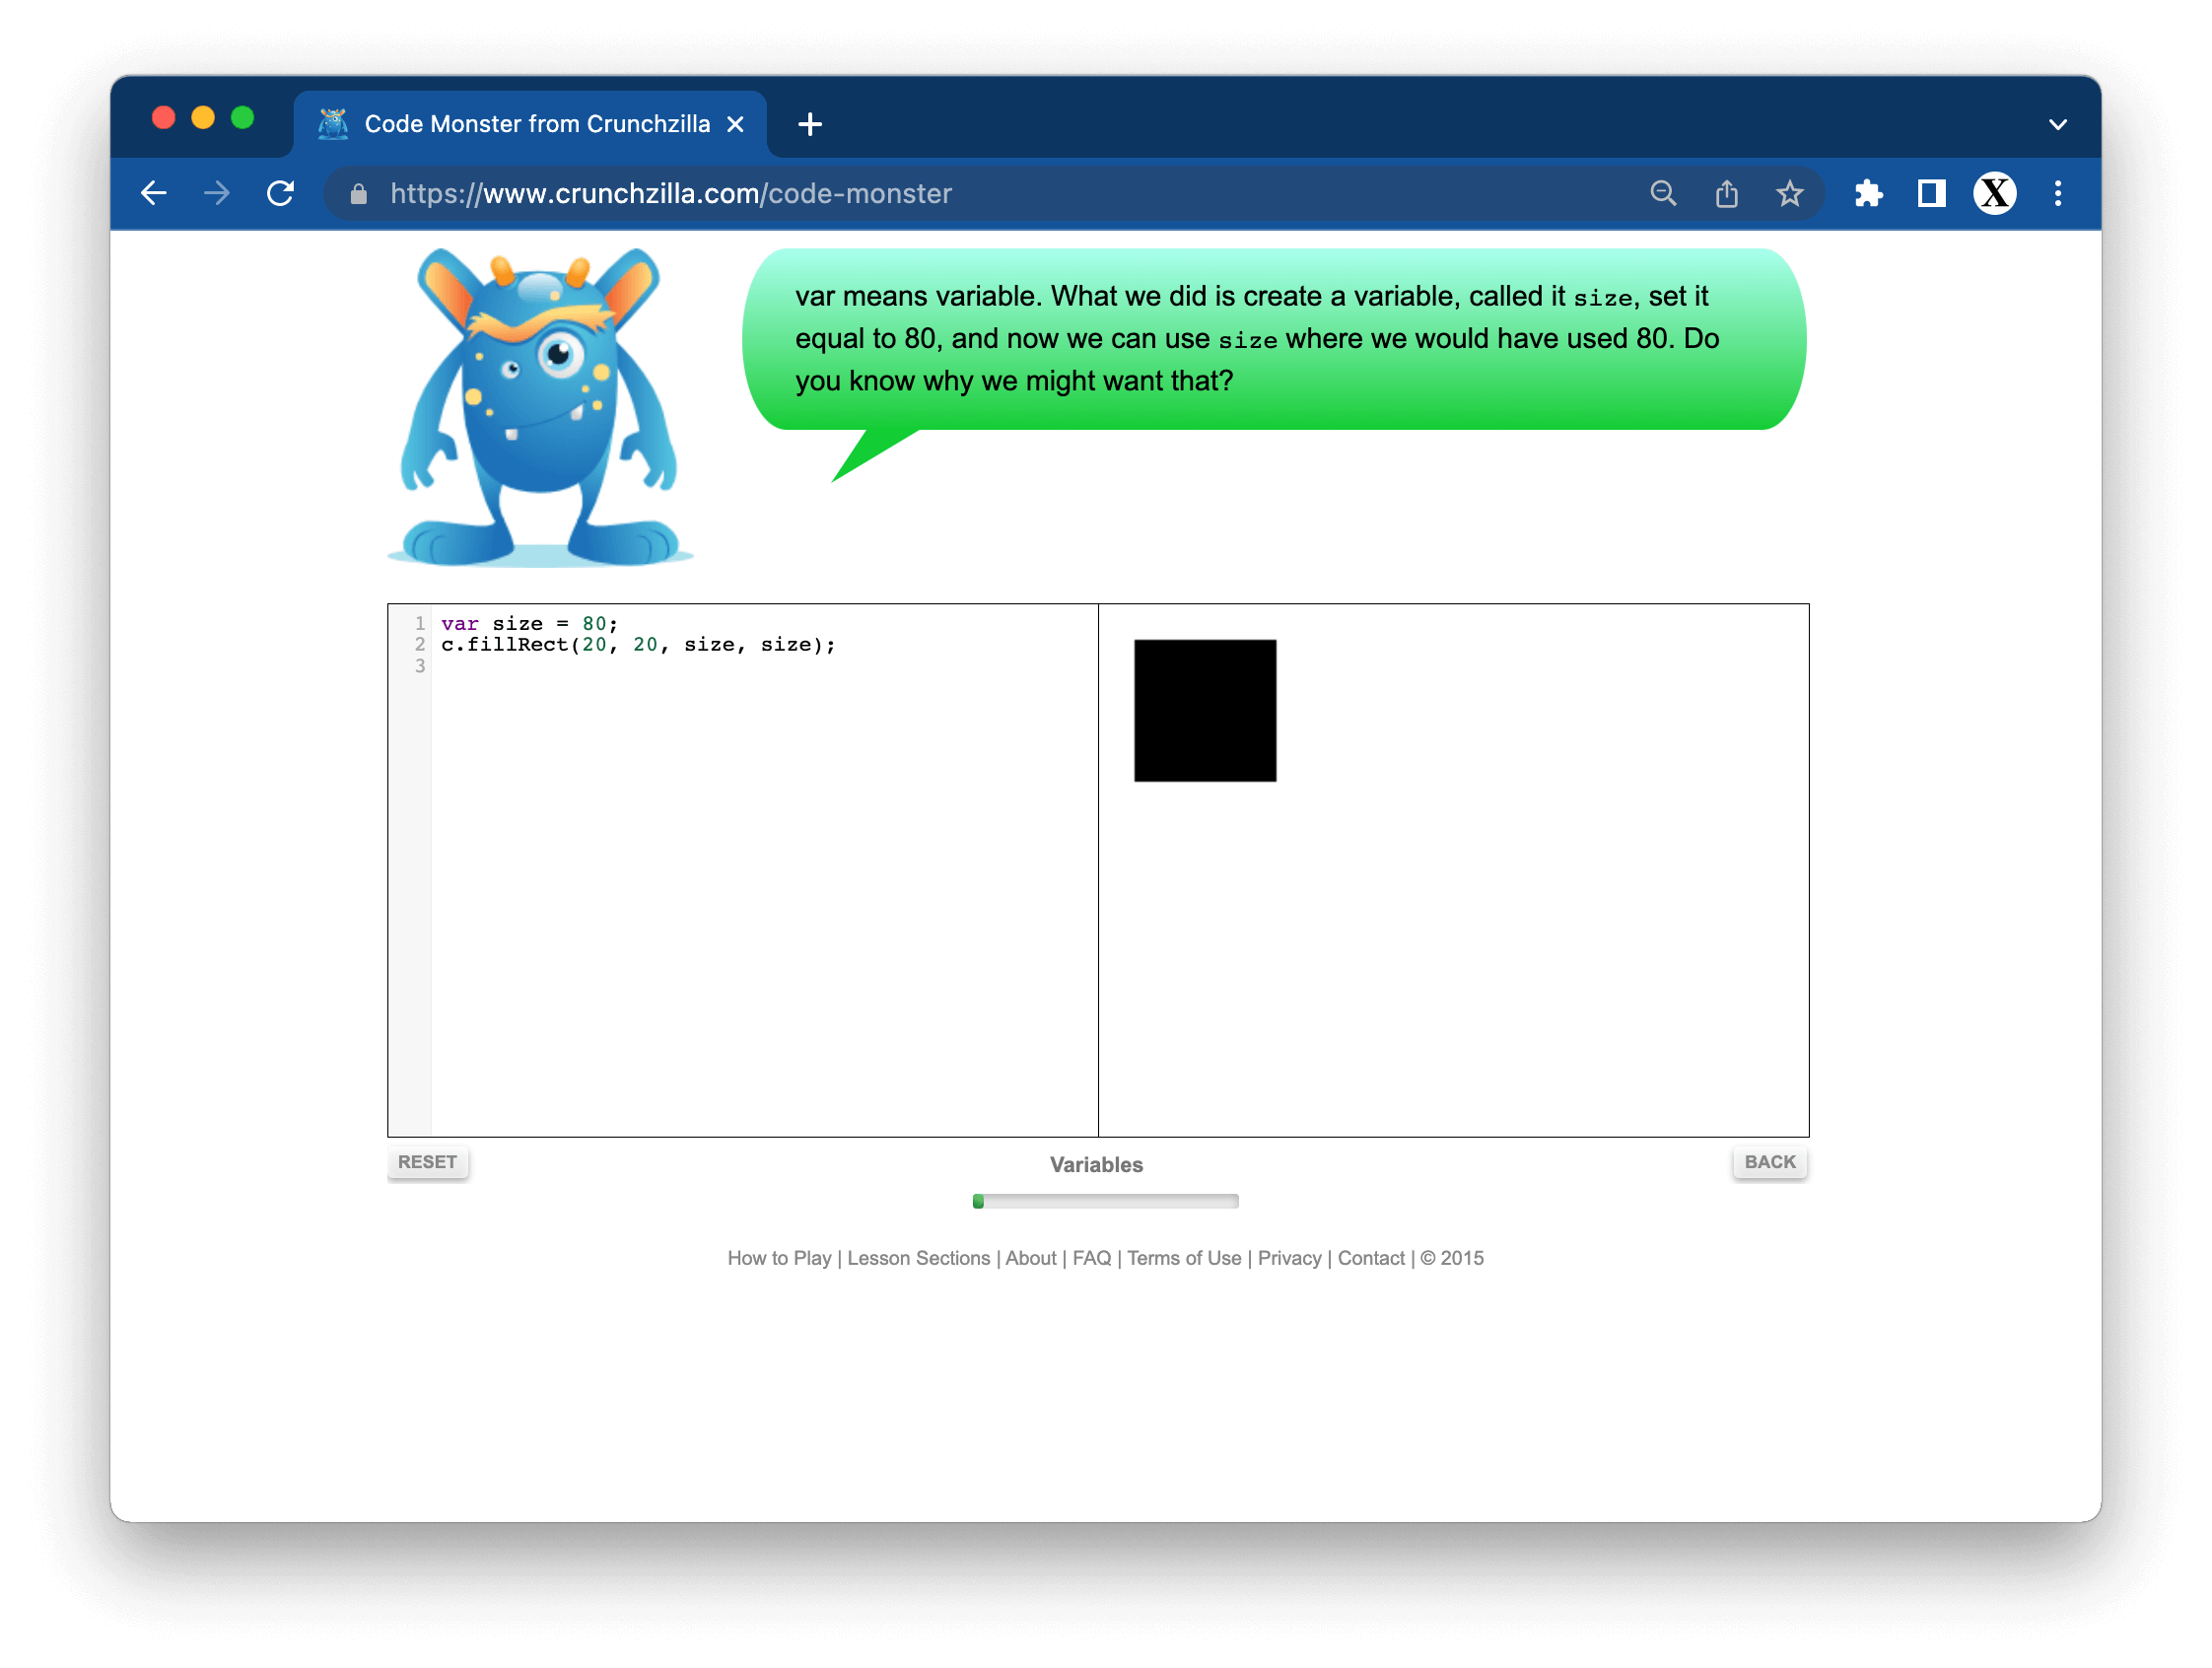 Code Monster from Crunchzilla
https://www.crunchzilla.com/code-monster
X
var means variable. What we did is create a variable, called it size, set it
equal to 80, and now we can use size where we would have used 80. Do
you know why we might want that?
1 var size = 80;
2 c.fillRect(20, 20, size, size);
3
RESET
Variables
BACK
How to Play | Lesson Sections | About | FAQ | Terms of Use | Privacy | Contact | © 2015